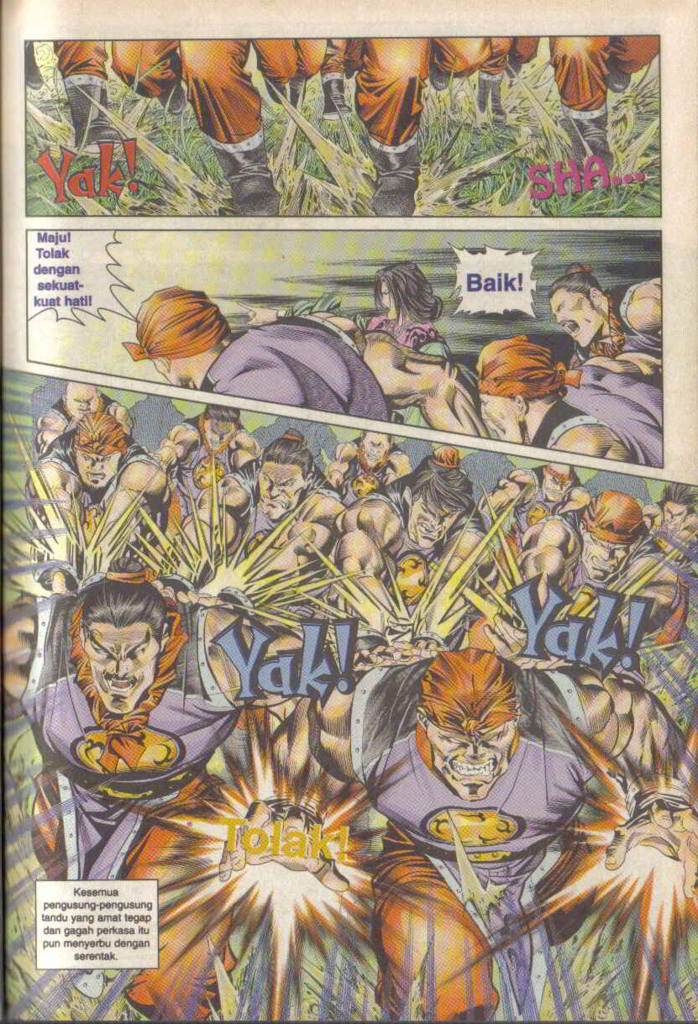 Yak!
SHA...
Maju!
Tolak
dengan
sekuat-
kuat hati!
Baik!
Yak!
Yak!
Tolak!
Kesemua
pengusung-pengusung
tandu yang amat tegap
dan gagah perkasa itu
pun menyerbu dengan
serentak.